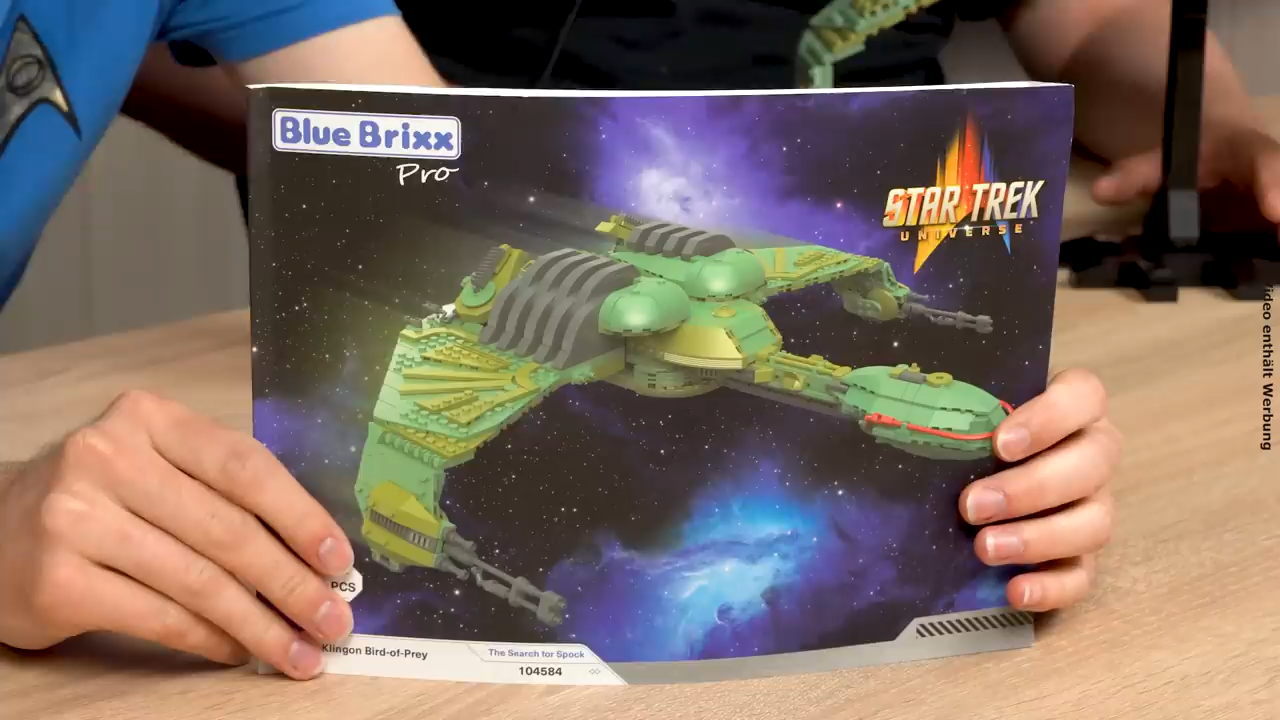 Blue Brixx
Pro
STAR TREK
UNIVERSE
PCS
Klingon Bird-of-Prey
The Search for Spock
104584
ideo enthält Werbung